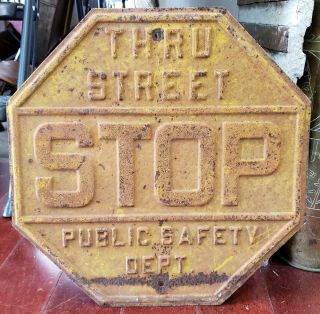 THRU
STREET
STOP
PUBLIC SAFETY
DEPT.